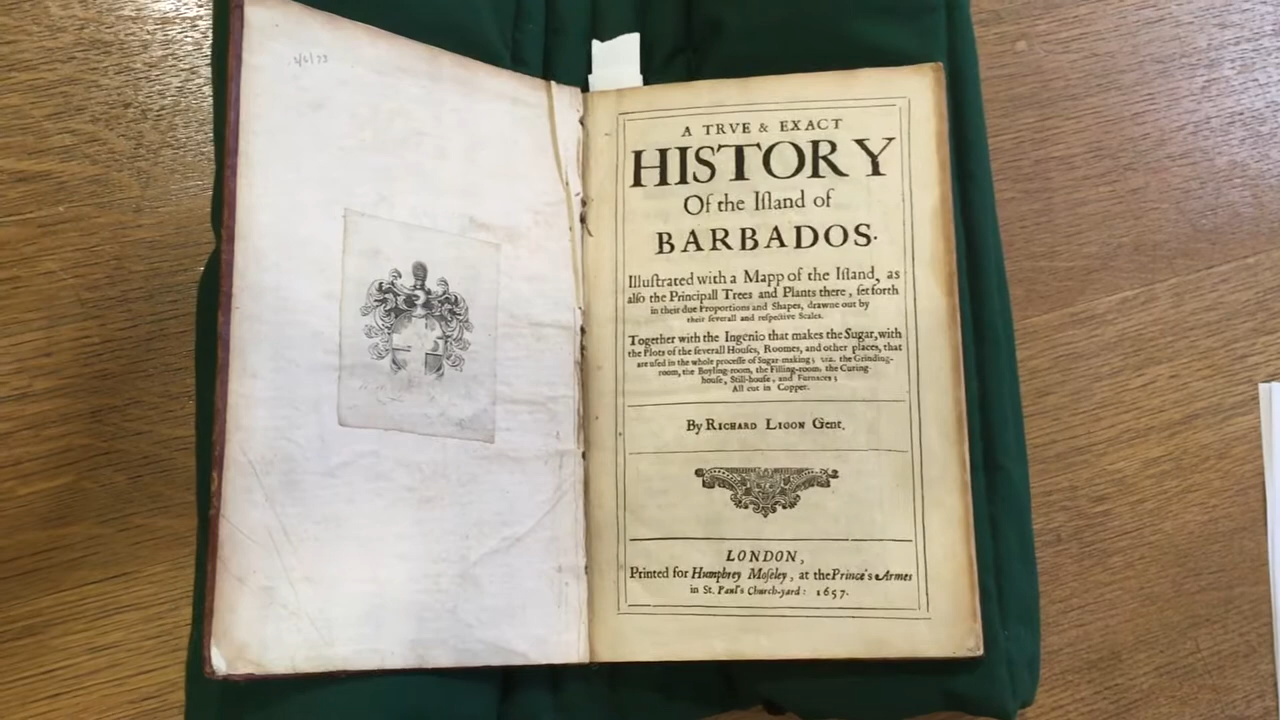 A TRVE & EXACT
HISTORY
Of the Iſland of
BARBADOS.
Illuſtrated with a Mapp of the Iſland, as
alſo the Principall Trees and Plants there, ſet forth
in their due Proportions and Shapes, drawne out by
their ſeverall and reſpective Scales.
Together with the Ingenio that makes the Sugar, with
the Plots of the ſeverall Houſes, Roomes, and other places, that
are uſed in the whole proceſſe of Sugar-making; viz. the Grinding-
room, the Boyling-room, the Filling-room, the Curing-
houſe, Still-houſe, and Furnaces;
All cut in Copper.
By RICHARD LIGON Gent.
LONDON,
Printed for Humphrey Moſeley, at the Prince's Armes
in St. Paul's Church-yard: 1657.